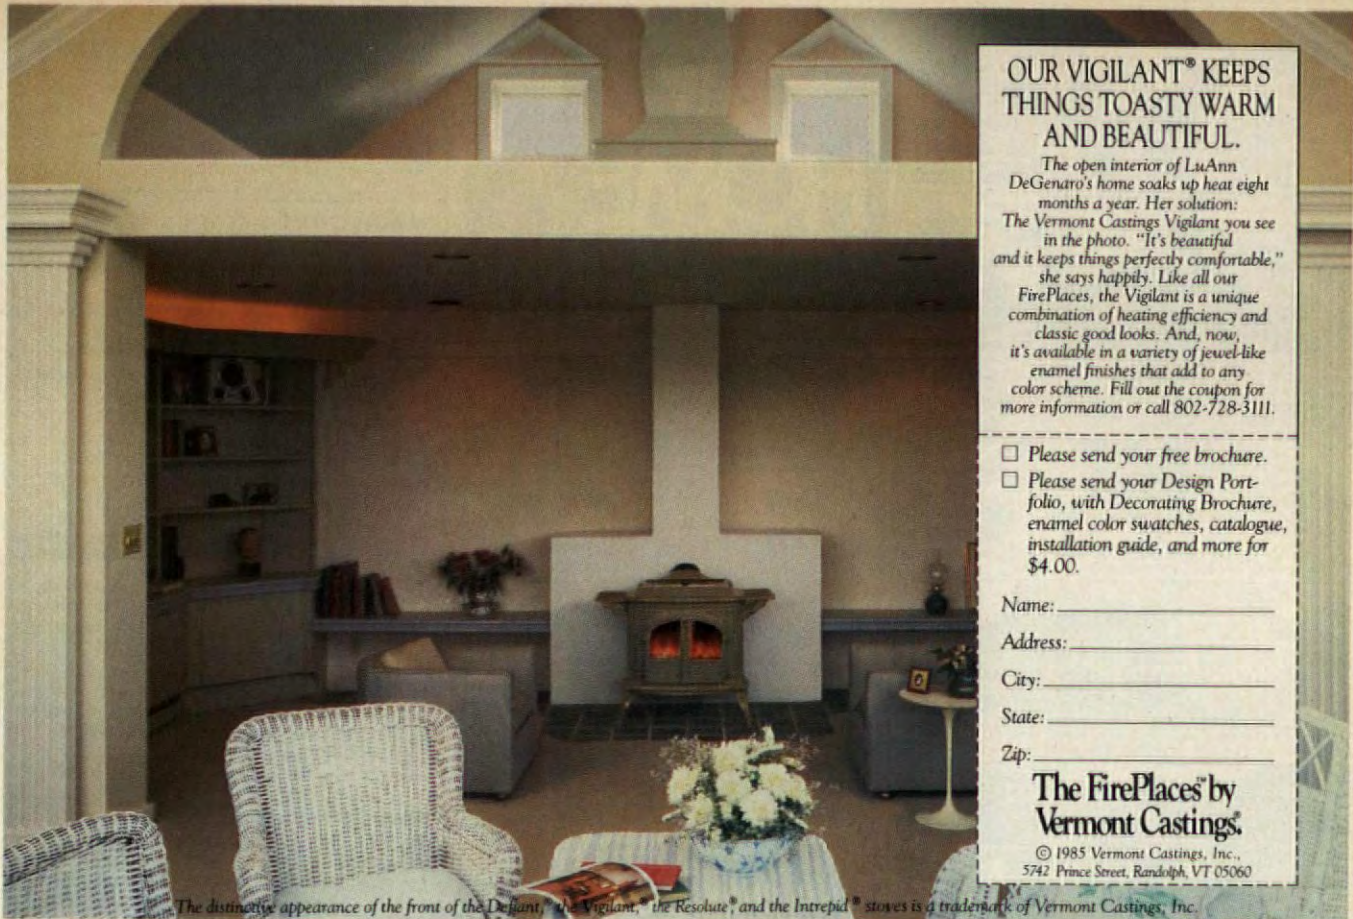 OUR VIGILANT® KEEPS
THINGS TOASTY WARM
AND BEAUTIFUL.
The open interior of LuAnn
DeGenaro's home soaks up heat eight
months a year. Her solution:
The Vermont Castings Vigilant you see
in the photo. "It's beautiful
and it keeps things perfectly comfortable,"
she says happily. Like all our
FirePlaces, the Vigilant is a unique
combination of heating efficiency and
classic good looks. And, now,
it's available in a variety of jewel-like
enamel finishes that add to any
color scheme. Fill out the coupon for
more information or call 802-728-3111.
☐ Please send your free brochure.
☐ Please send your Design Port-
folio, with Decorating Brochure,
enamel color swatches, catalogue,
installation guide, and more for
$4.00.
Name:
Address:
City:
State:
Zip:
The FirePlaces™ by
Vermont Castings®.
© 1985 Vermont Castings, Inc.,
5742 Prince Street, Randolph, VT 05060
The distinctive appearance of the front of the Defiant,® the Vigilant,® the Resolute,® and the Intrepid® stoves is a trademark of Vermont Castings, Inc.